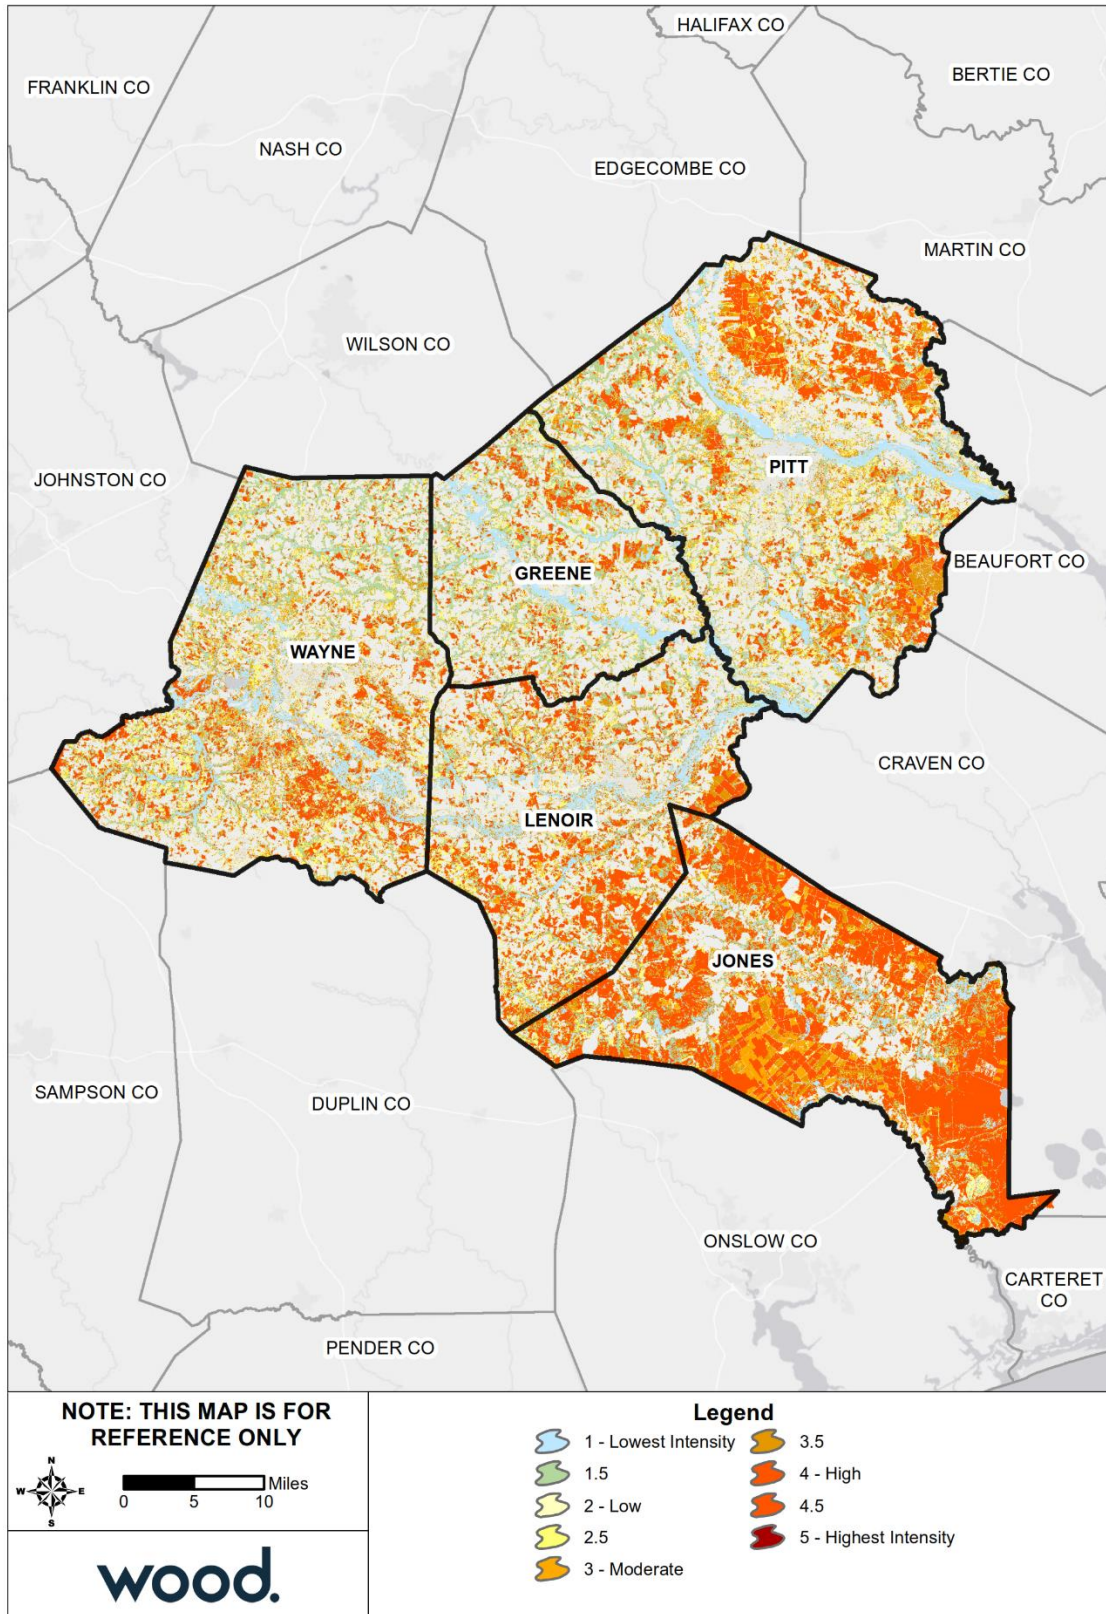 HALIFAX CO
FRANKLIN CO
BERTIE CO
NASH CO
EDGECOMBE CO
MARTIN CO
WILSON CO
JOHNSTON CO
PITT
BEAUFORT CO
GREENE
WAYNE
CRAVEN CO
LENOIR
JONES
SAMPSON CO
DUPLIN CO
ONSLOW CO
CARTERET
CO
PENDER CO
NOTE: THIS MAP IS FOR
REFERENCE ONLY
N
W E
S
Miles
0 5 10
wood.
Legend
1 - Lowest Intensity
1.5
2 - Low
2.5
3 - Moderate
3.5
4 - High
4.5
5 - Highest Intensity